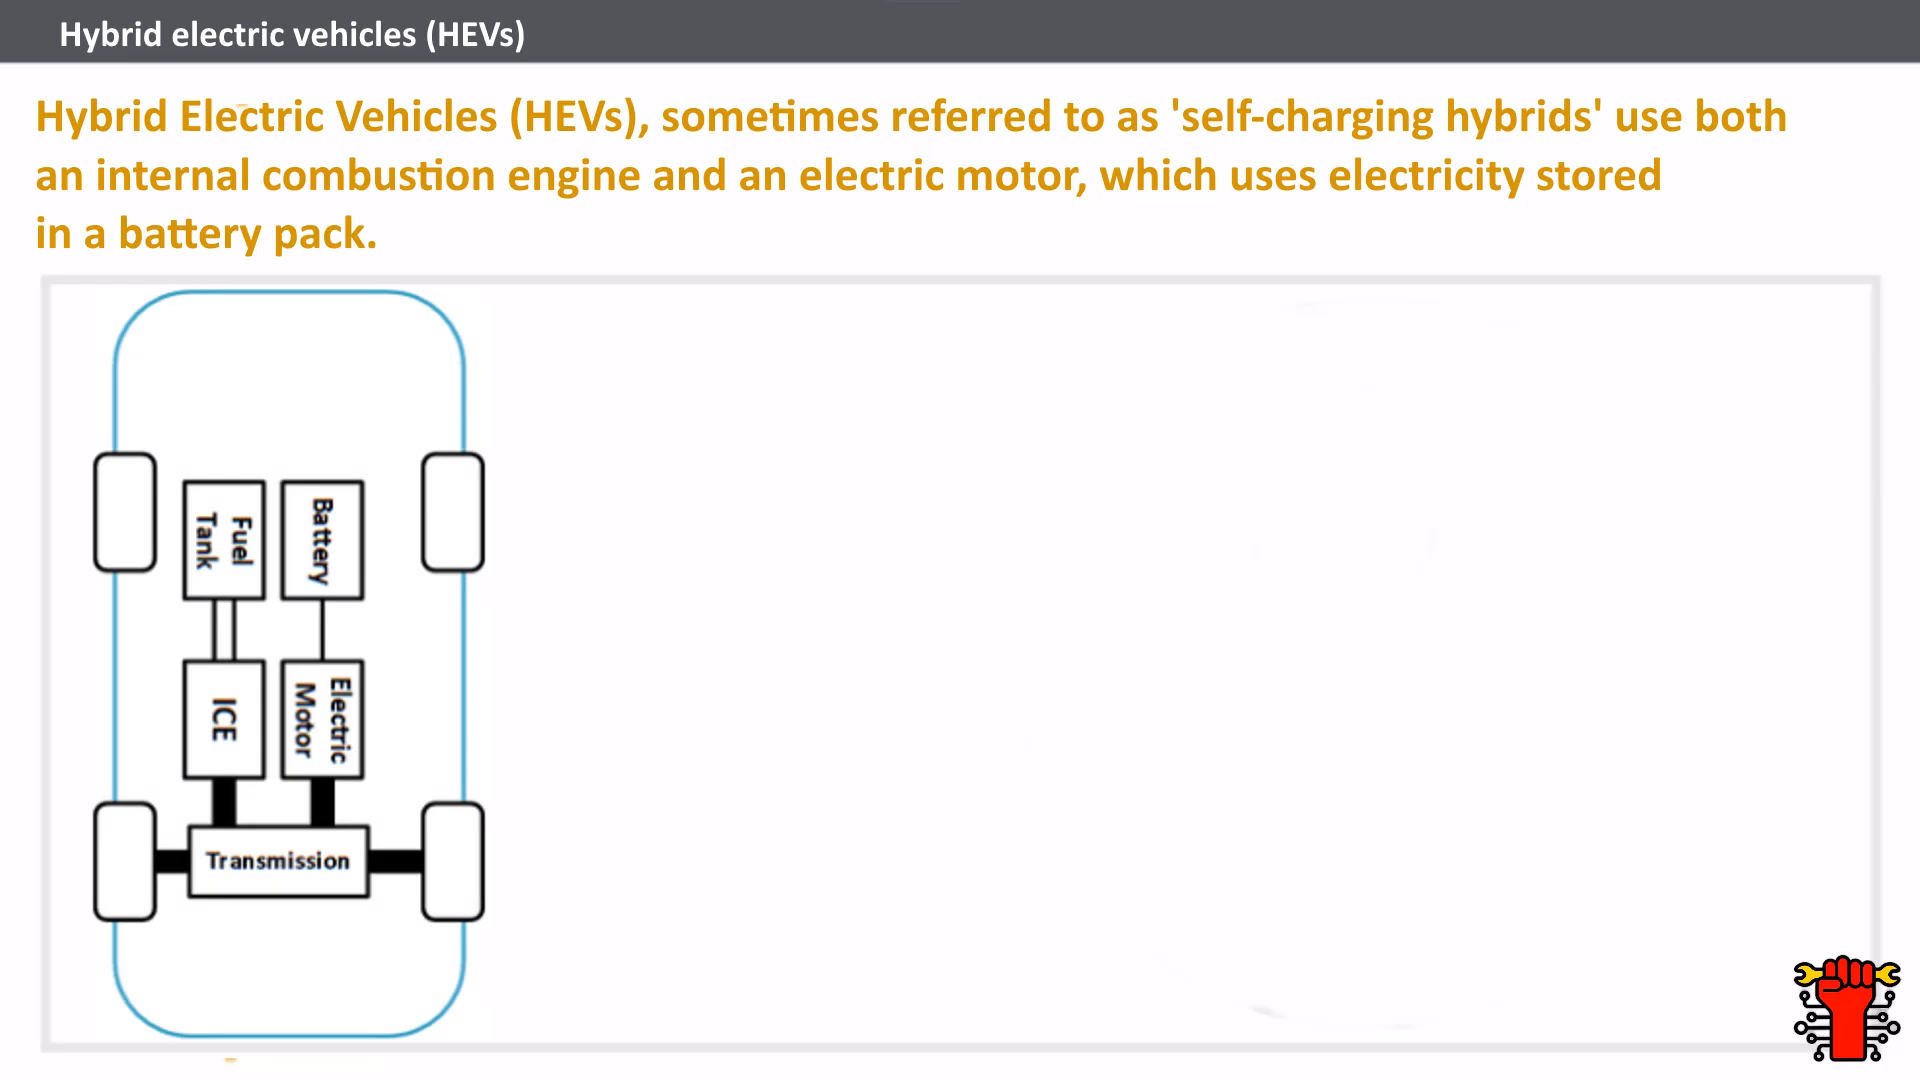 Hybrid electric vehicles (HEVs)
Hybrid Electric Vehicles (HEVs), sometimes referred to as 'self-charging hybrids' use both
an internal combustion engine and an electric motor, which uses electricity stored
in a battery pack.
Fuel
Tank
Battery
ICE
Electric
Motor
Transmission